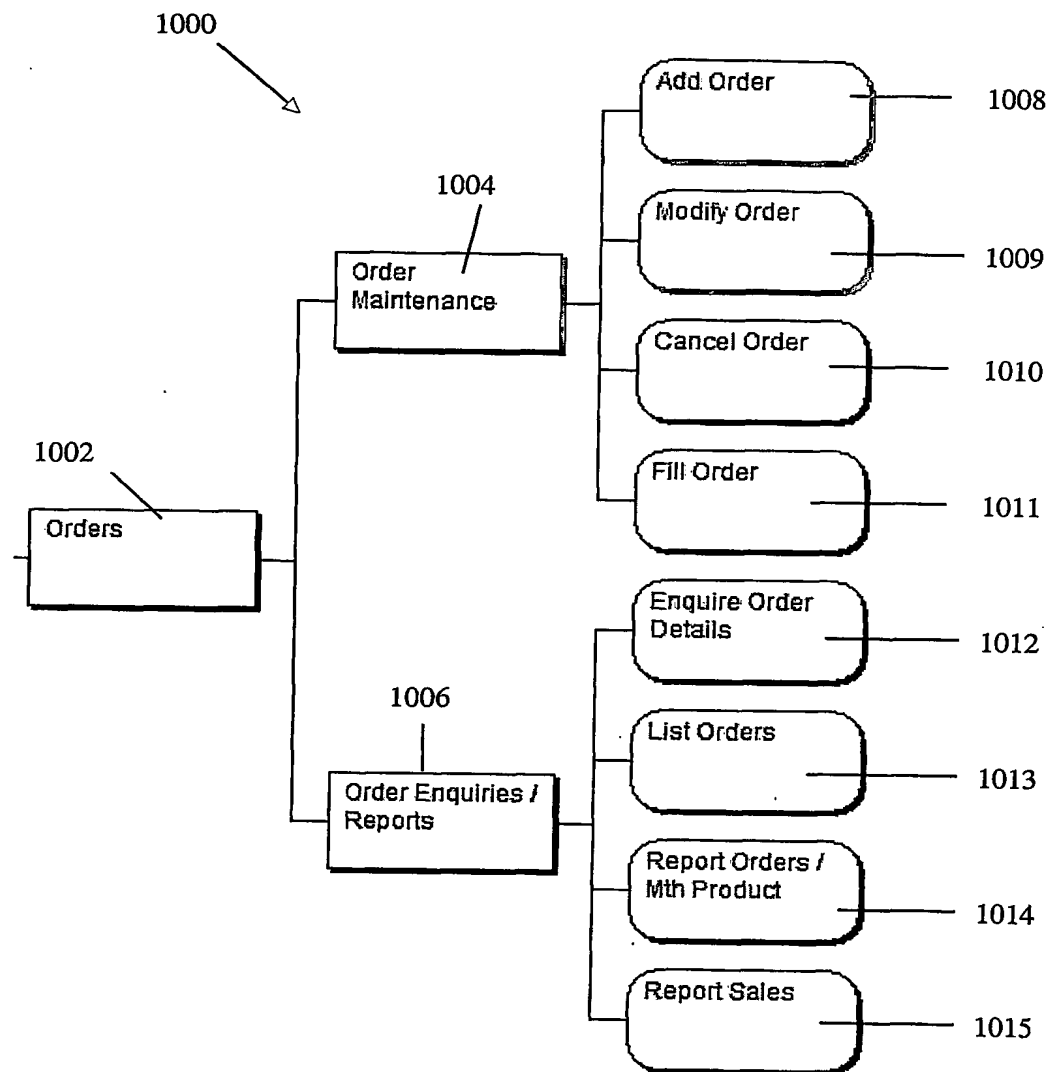 1000
Add Order
1008
1004
Modify Order
1009
Order
Maintenance
Cancel Order
1010
1002
Fill Order
1011
Orders
Enquire Order
Details
1012
1006
List Orders
1013
Order Enquiries /
Reports
Report Orders /
Mth Product
1014
Report Sales
1015